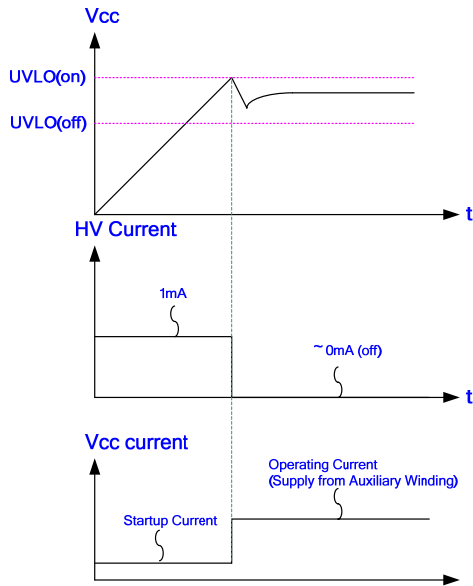 Vcc
UVLO(on)
UVLO(off)
t
HV Current
1mA
~ 0mA (off)
t
Vcc current
Operating Current
(Supply from Auxiliary Winding)
Startup Current